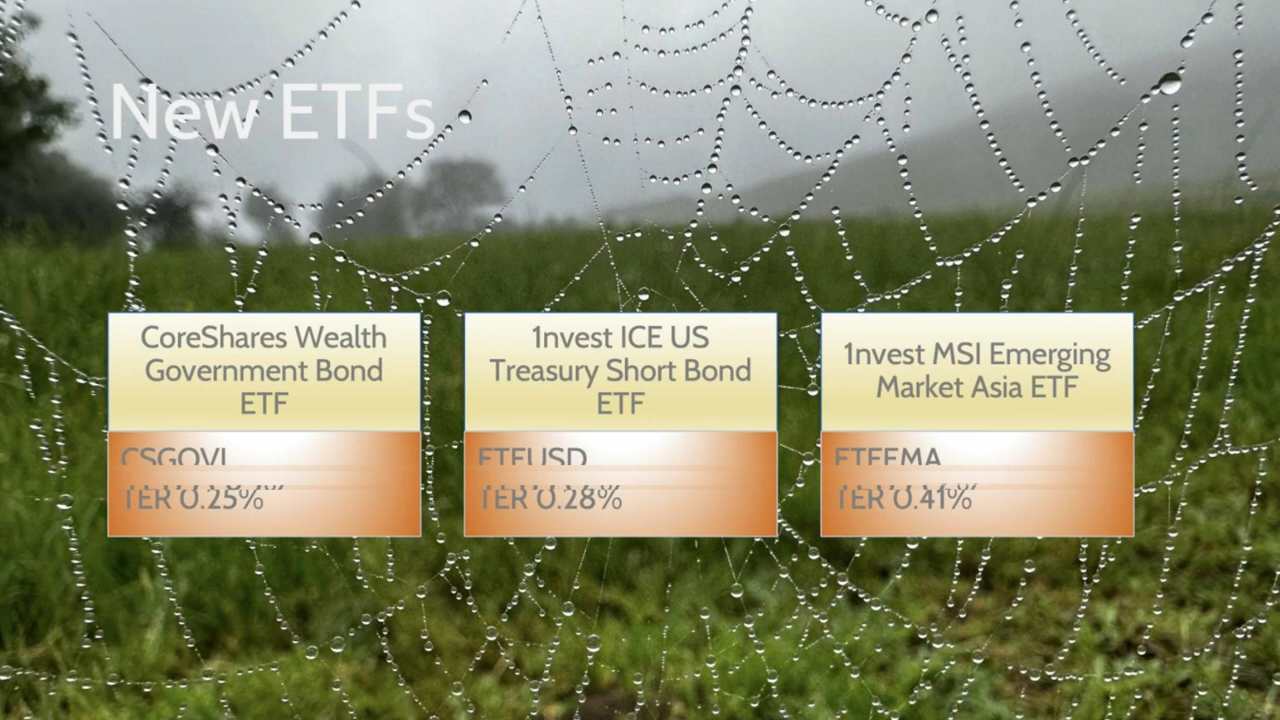 New ETFs
CoreShares Wealth
Government Bond
ETF
1nvest ICE US
Treasury Short Bond
ETF
1nvest MSI Emerging
Market Asia ETF
CSGOVI
TER 0.25%
ETFUSD
TER 0.28%
TER 0.41%